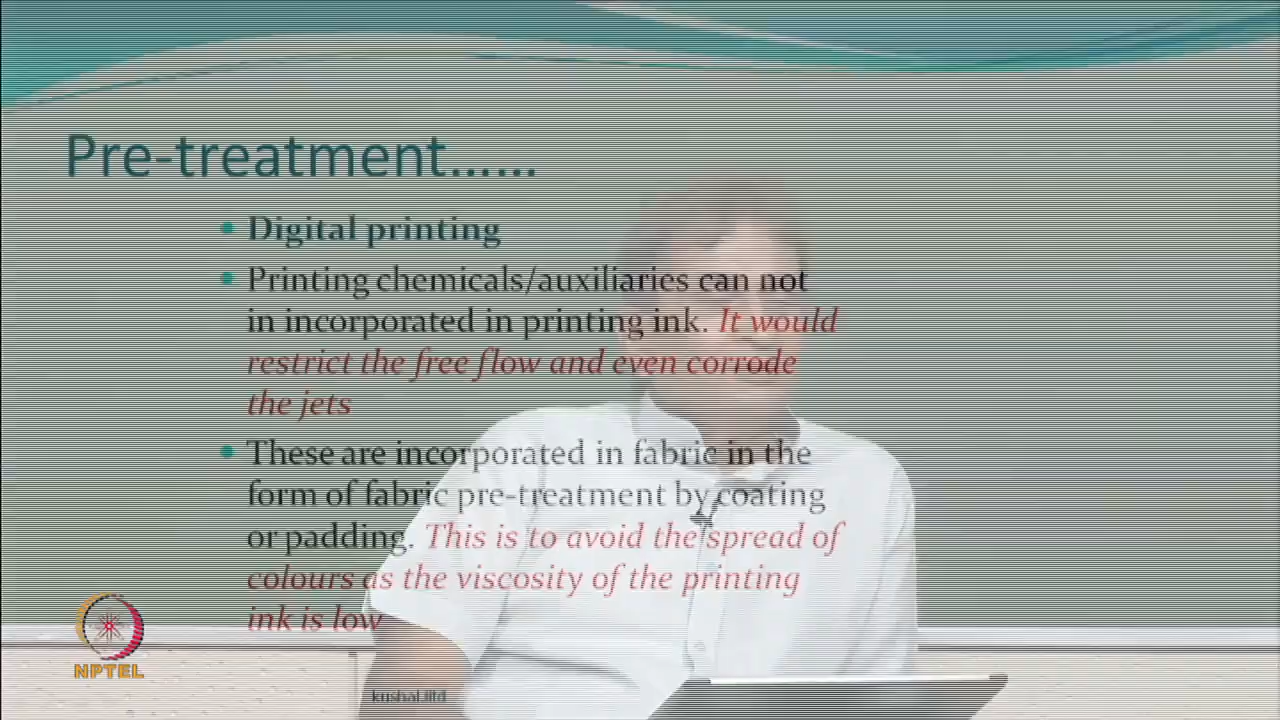 Pre-treatment......
Digital printing
Printing chemicals/auxiliaries can not
in incorporated in printing ink. It would
restrict the free flow and even corrode
the jets
These are incorporated in fabric in the
form of fabric pre-treatment by coating
or padding. This is to avoid the spread of
colours as the viscosity of the printing
ink is low
NPTEL
kushal.iitd